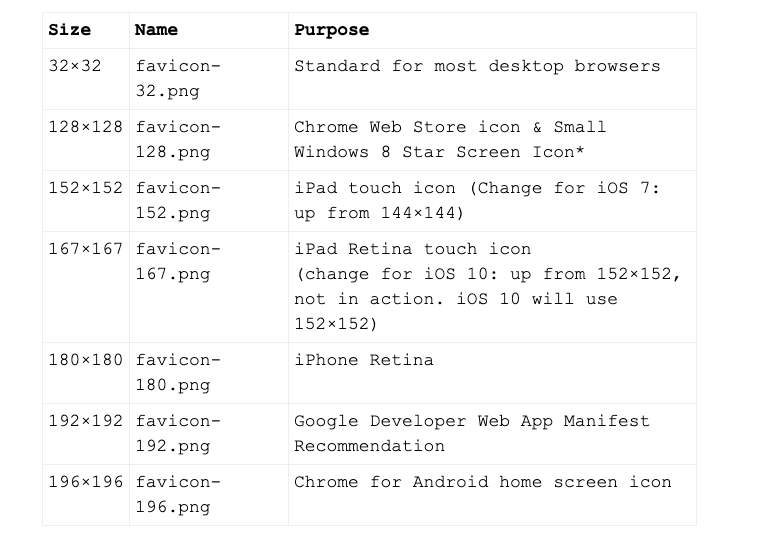 Size Name Purpose
32×32 favicon- Standard for most desktop browsers
32.png
128×128 favicon- Chrome Web Store icon & Small
128.png Windows 8 Star Screen Icon*
152×152 favicon- iPad touch icon (Change for iOS 7:
152.png up from 144×144)
167×167 favicon- iPad Retina touch icon
167.png (change for iOS 10: up from 152×152,
not in action. iOS 10 will use
152×152)
180×180 favicon- iPhone Retina
180.png
192×192 favicon- Google Developer Web App Manifest
192.png Recommendation
196×196 favicon- Chrome for Android home screen icon
196.png